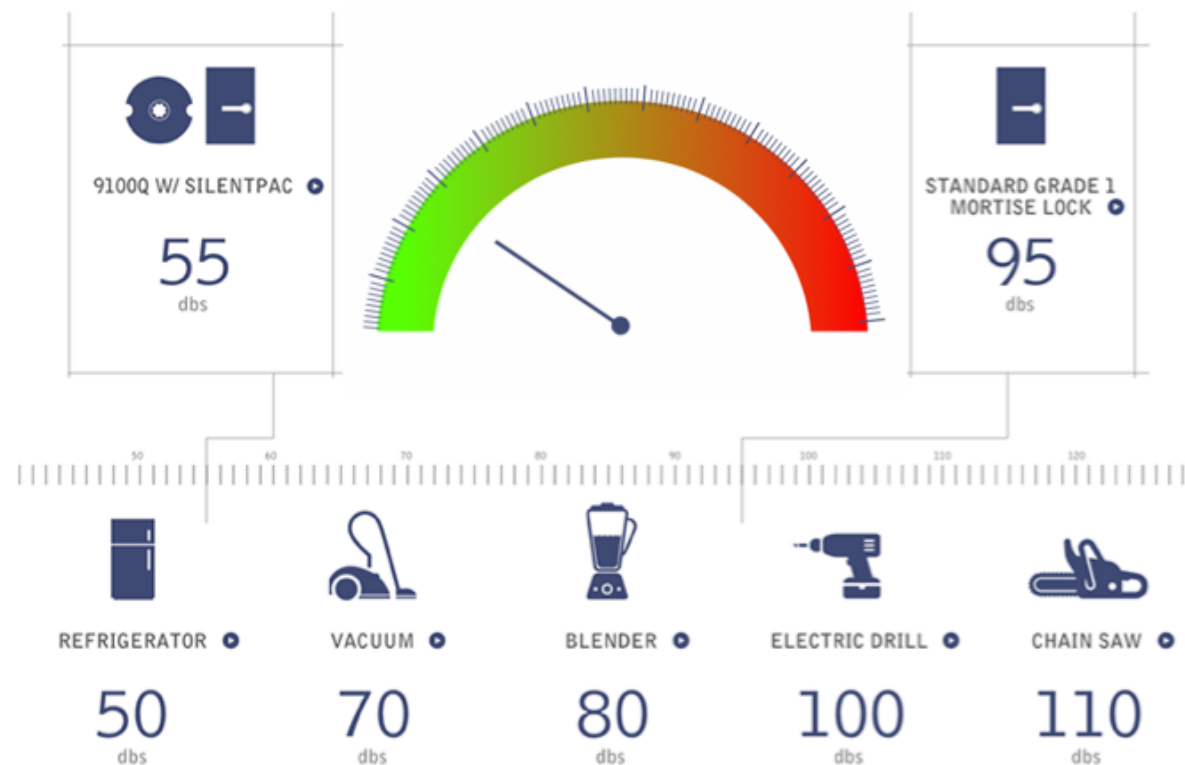 9100Q W/ SILENTPAC
55
dbs
STANDARD GRADE 1
MORTISE LOCK
95
dbs
50 60 70 80 90 100 110 120
REFRIGERATOR VACUUM BLENDER ELECTRIC DRILL CHAIN SAW
50 70 80 100 110
dbs dbs dbs dbs dbs